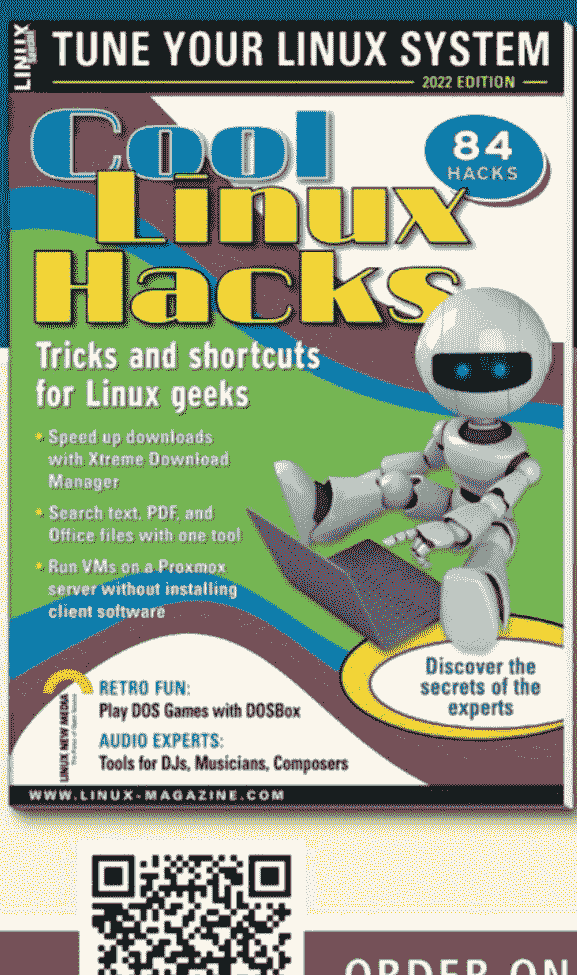 LINUX
TUNE YOUR LINUX SYSTEM
2022 EDITION
Cool
Linux
Hacks
84
HACKS
Tricks and shortcuts
for Linux geeks
• Speed up downloads
with Xtreme Download
Manager
• Search text, PDF, and
Office files with one tool
• Run VMs on a Proxmox
server without installing
client software
Discover the
secrets of the
experts
LINUX NEW MEDIA
RETRO FUN:
Play DOS Games with DOSBox
AUDIO EXPERTS:
Tools for DJs, Musicians, Composers
WWW.LINUX-MAGAZINE.COM
ORDER ON